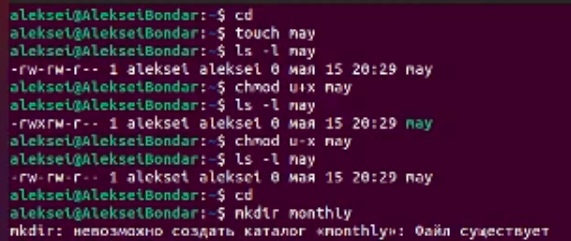 aleksei@AlekseiBondar:~$ cd
aleksei@AlekseiBondar:~$ touch may
aleksei@AlekseiBondar:~$ ls -l may
-rw-rw-r-- 1 aleksei aleksei 0 мая 15 20:29 may
aleksei@AlekseiBondar:~$ chmod u+x may
aleksei@AlekseiBondar:~$ ls -l may
-rwxrw-r-- 1 aleksei aleksei 0 мая 15 20:29 may
aleksei@AlekseiBondar:~$ chmod u-x may
aleksei@AlekseiBondar:~$ ls -l may
-rw-rw-r-- 1 aleksei aleksei 0 мая 15 20:29 may
aleksei@AlekseiBondar:~$ cd
aleksei@AlekseiBondar:~$ mkdir monthly
mkdir: невозможно создать каталог «monthly»: Файл существует